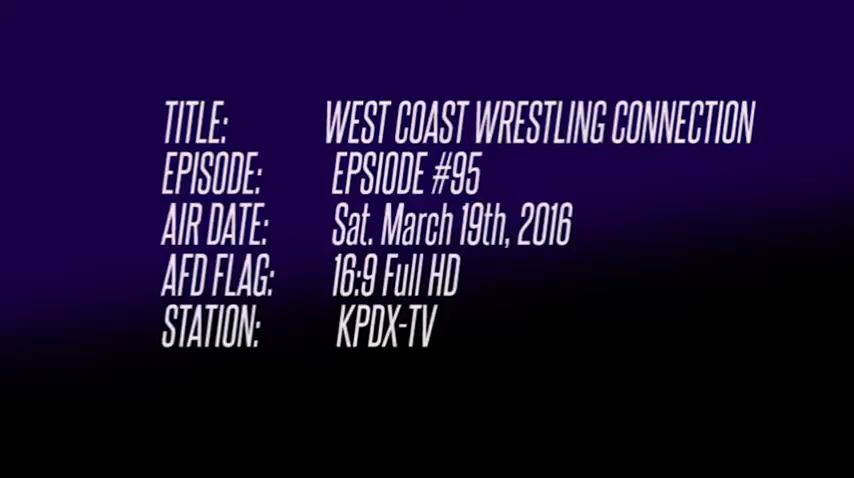 TITLE: WEST COAST WRESTLING CONNECTION
EPISODE: EPSIODE #95
AIR DATE: Sat. March 19th, 2016
AFD FLAG: 16:9 Full HD
STATION: KPDX-TV